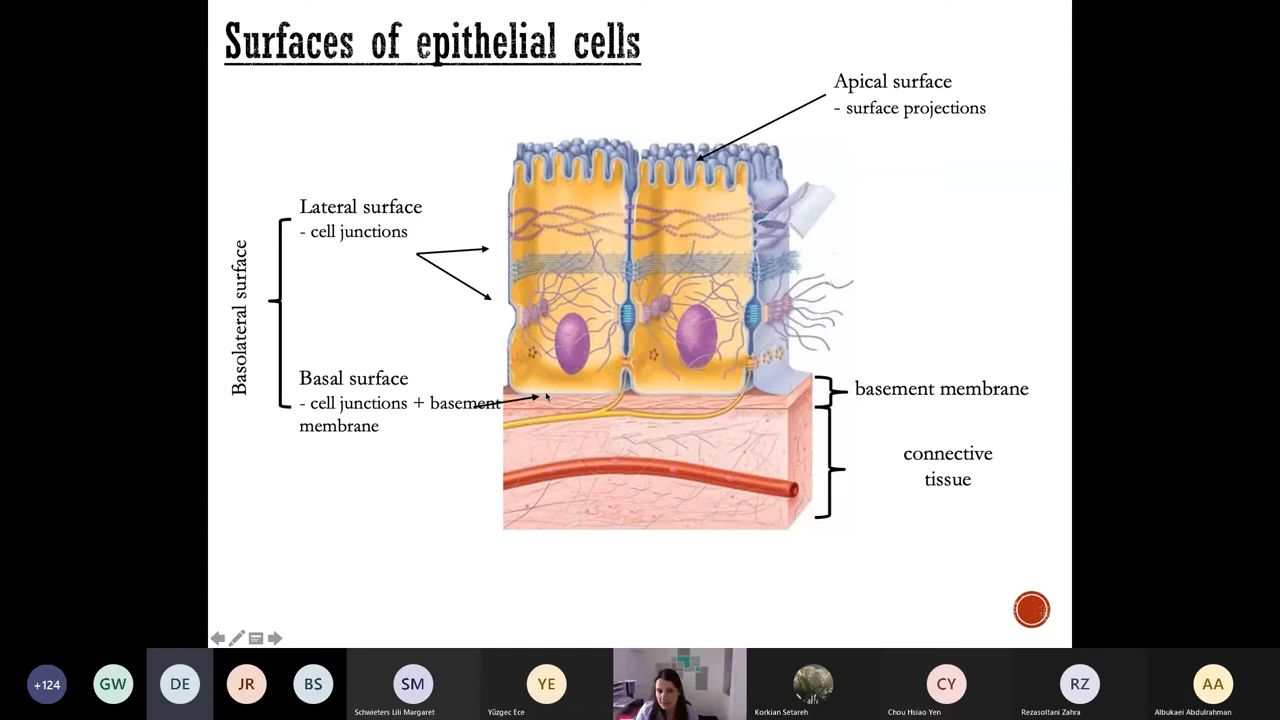 Surfaces of epithelial cells
Apical surface
- surface projections
Lateral surface
- cell junctions
Basolateral surface
Basal surface
- cell junctions + basement
membrane
basement membrane
connective
tissue
+124
GW
DE
JR
BS
SM
Schwieters Lili Margaret
YE
Yüzgec Ece
Korkian Setareh
CY
Chou Hsiao Yen
RZ
Rezasoltani Zahra
AA
Albukaei Abdulrahman